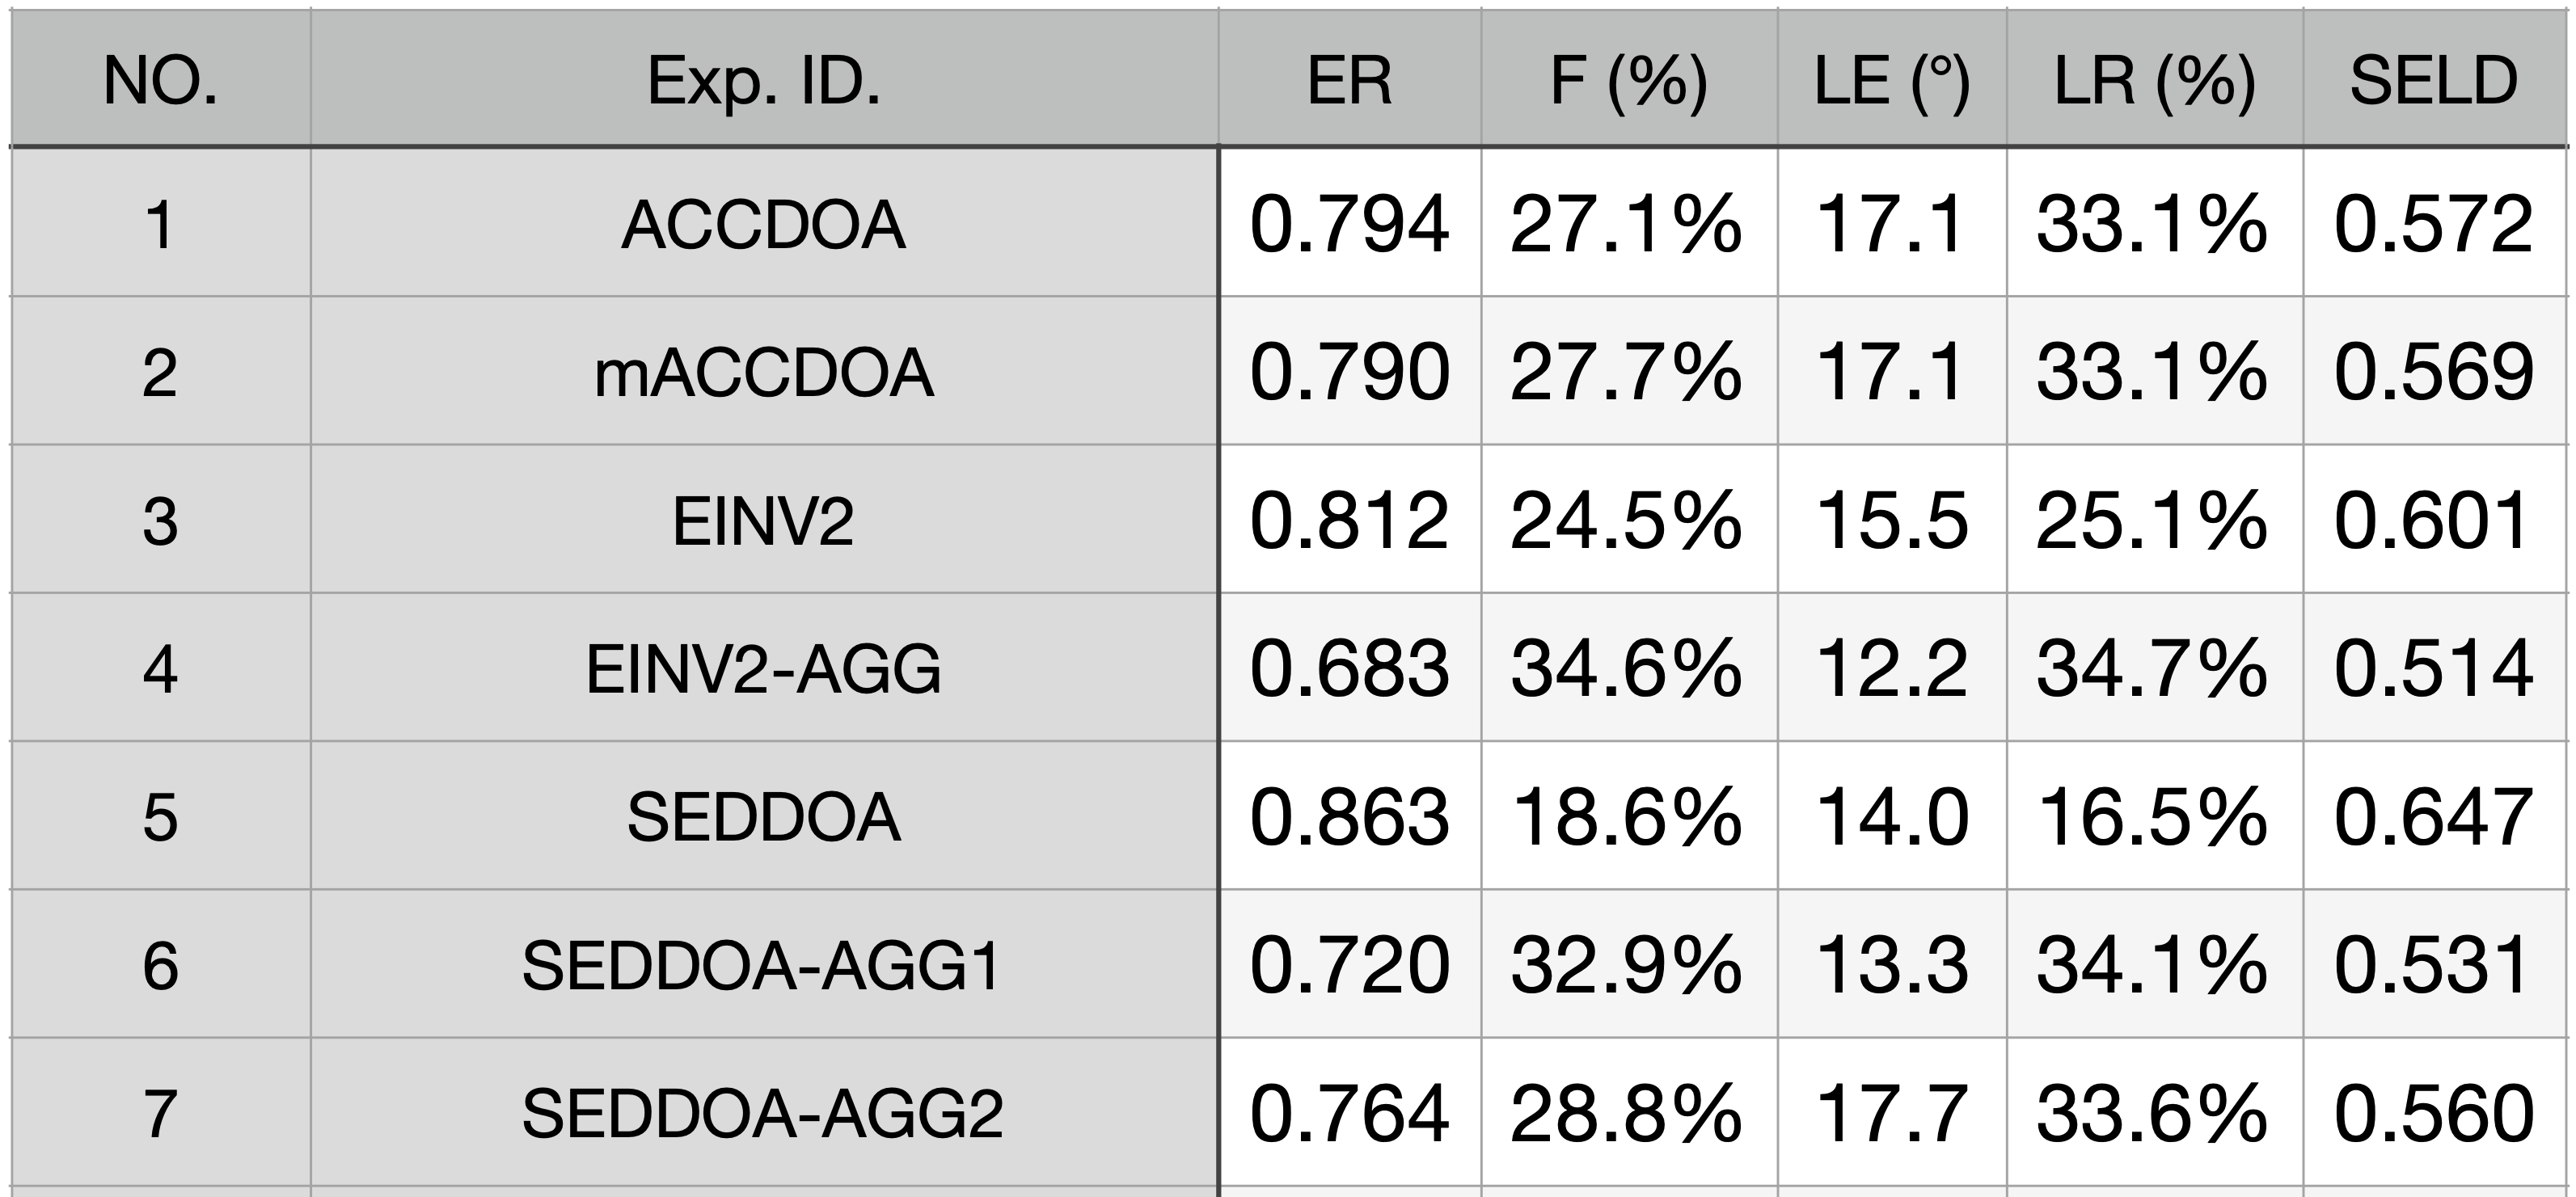 NO. Exp. ID. ER F (%) LE (°) LR (%) SELD
1 ACCDOA 0.794 27.1% 17.1 33.1% 0.572
2 mACCDOA 0.790 27.7% 17.1 33.1% 0.569
3 EINV2 0.812 24.5% 15.5 25.1% 0.601
4 EINV2-AGG 0.683 34.6% 12.2 34.7% 0.514
5 SEDDOA 0.863 18.6% 14.0 16.5% 0.647
6 SEDDOA-AGG1 0.720 32.9% 13.3 34.1% 0.531
7 SEDDOA-AGG2 0.764 28.8% 17.7 33.6% 0.560